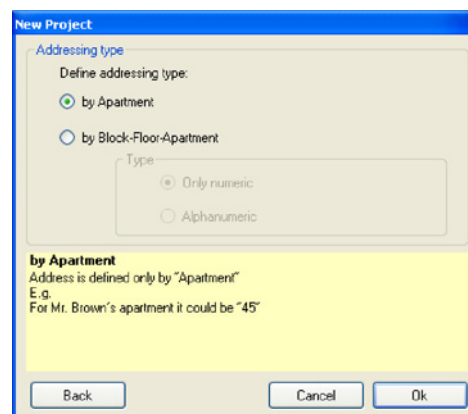 New Project
Addressing type
Define addressing type:
by Apartment
by Block-Floor-Apartment
Type
Only numeric
Alphanumeric
by Apartment
Address is defined only by "Apartment"
E.g.
For Mr. Brown's apartment it could be "45"
Back Cancel Ok